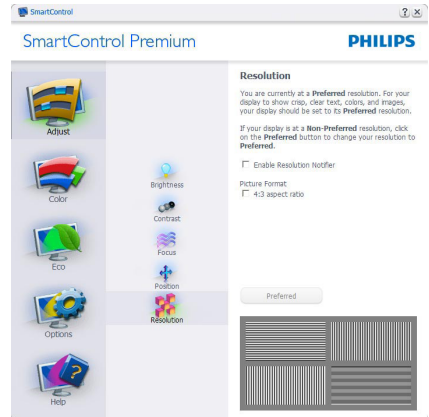 SmartControl
SmartControl Premium
PHILIPS
Adjust
Color
Eco
Options
Help
Brightness
Contrast
Focus
Position
Resolution
Resolution
You are currently at a Preferred resolution. For your
display to show crisp, clear text, colors, and images,
your display should be set to its Preferred resolution.
If your display is at a Non-Preferred resolution, click
on the Preferred button to change your resolution to
Preferred.
Enable Resolution Notifier
Picture Format
4:3 aspect ratio
Preferred